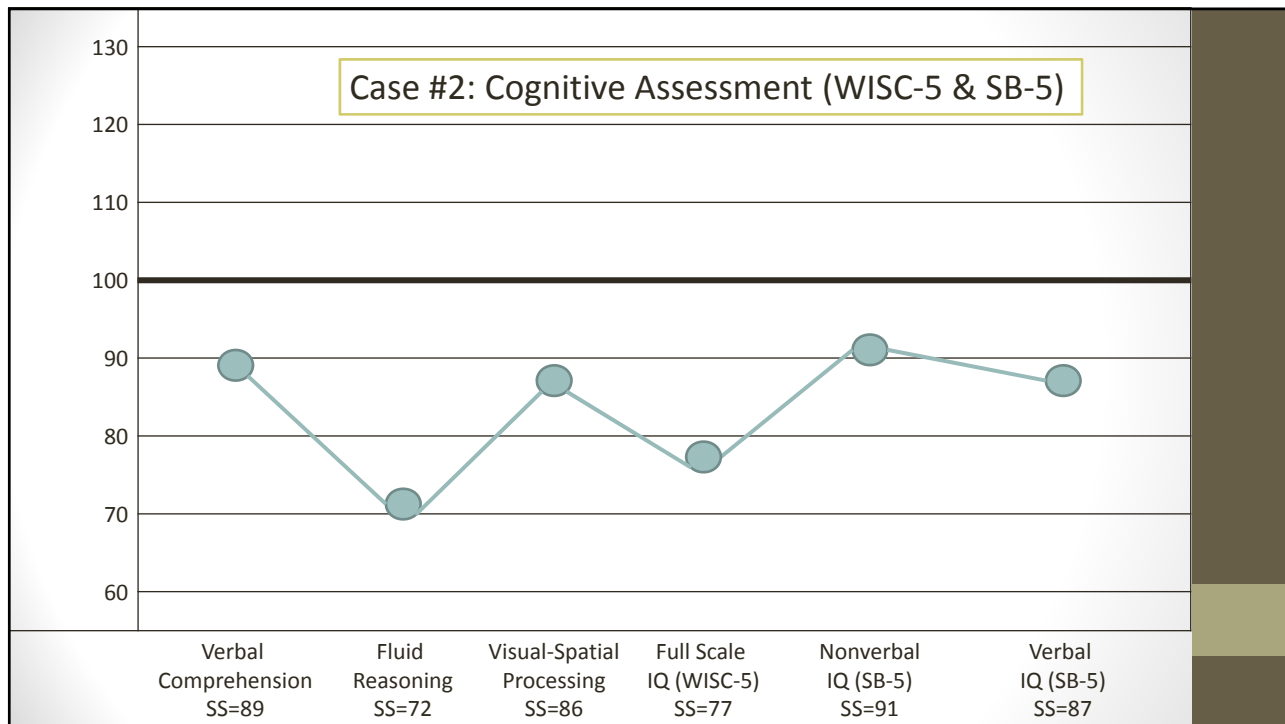 Case #2: Cognitive Assessment (WISC-5 & SB-5)
130
120
110
100
90
80
70
60
Verbal
Comprehension
SS=89
Fluid
Reasoning
SS=72
Visual-Spatial
Processing
SS=86
Full Scale
IQ (WISC-5)
SS=77
Nonverbal
IQ (SB-5)
SS=91
Verbal
IQ (SB-5)
SS=87